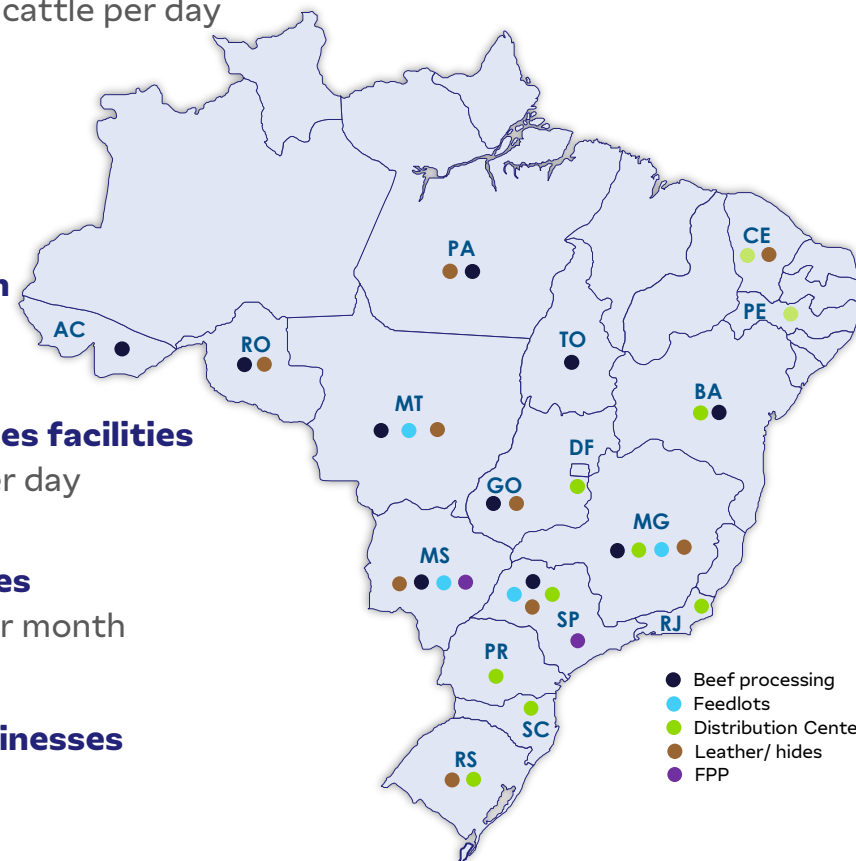 cattle per day
es facilities
er day
es
r month
inesses
CE
PA
PE
AC
RO
TO
BA
MT
DF
GO
MG
MS
SP
RJ
PR
SC
RS
Beef processing
Feedlots
Distribution Cente
Leather/ hides
FPP